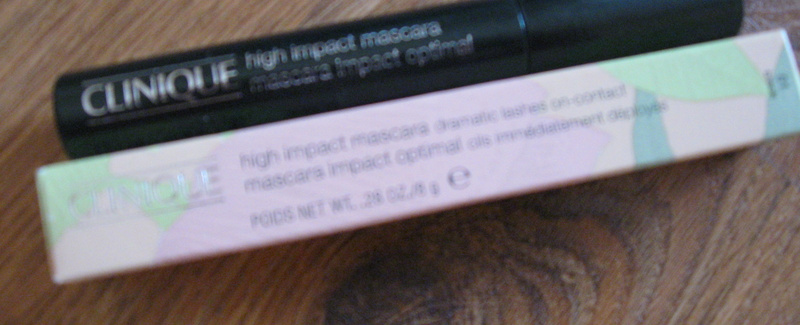 CLINIQUE
high impact mascara
mascara impact optimal
CLINIQUE
high impact mascara dramatic lashes on-contact
mascara impact optimal cils immédiatement déployés
POIDS NET WT. .28 OZ./8 g ℮